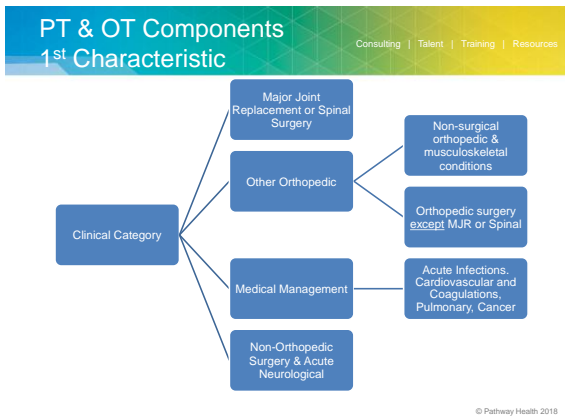 PT & OT Components
1st Characteristic
Consulting | Talent | Training | Resources
Major Joint
Replacement or Spinal
Surgery
Non-surgical
orthopedic &
musculoskeletal
conditions
Other Orthopedic
Orthopedic surgery
except MJR or Spinal
Clinical Category
Medical Management
Acute Infections.
Cardiovascular and
Coagulations,
Pulmonary, Cancer
Non-Orthopedic
Surgery & Acute
Neurological
© Pathway Health 2018